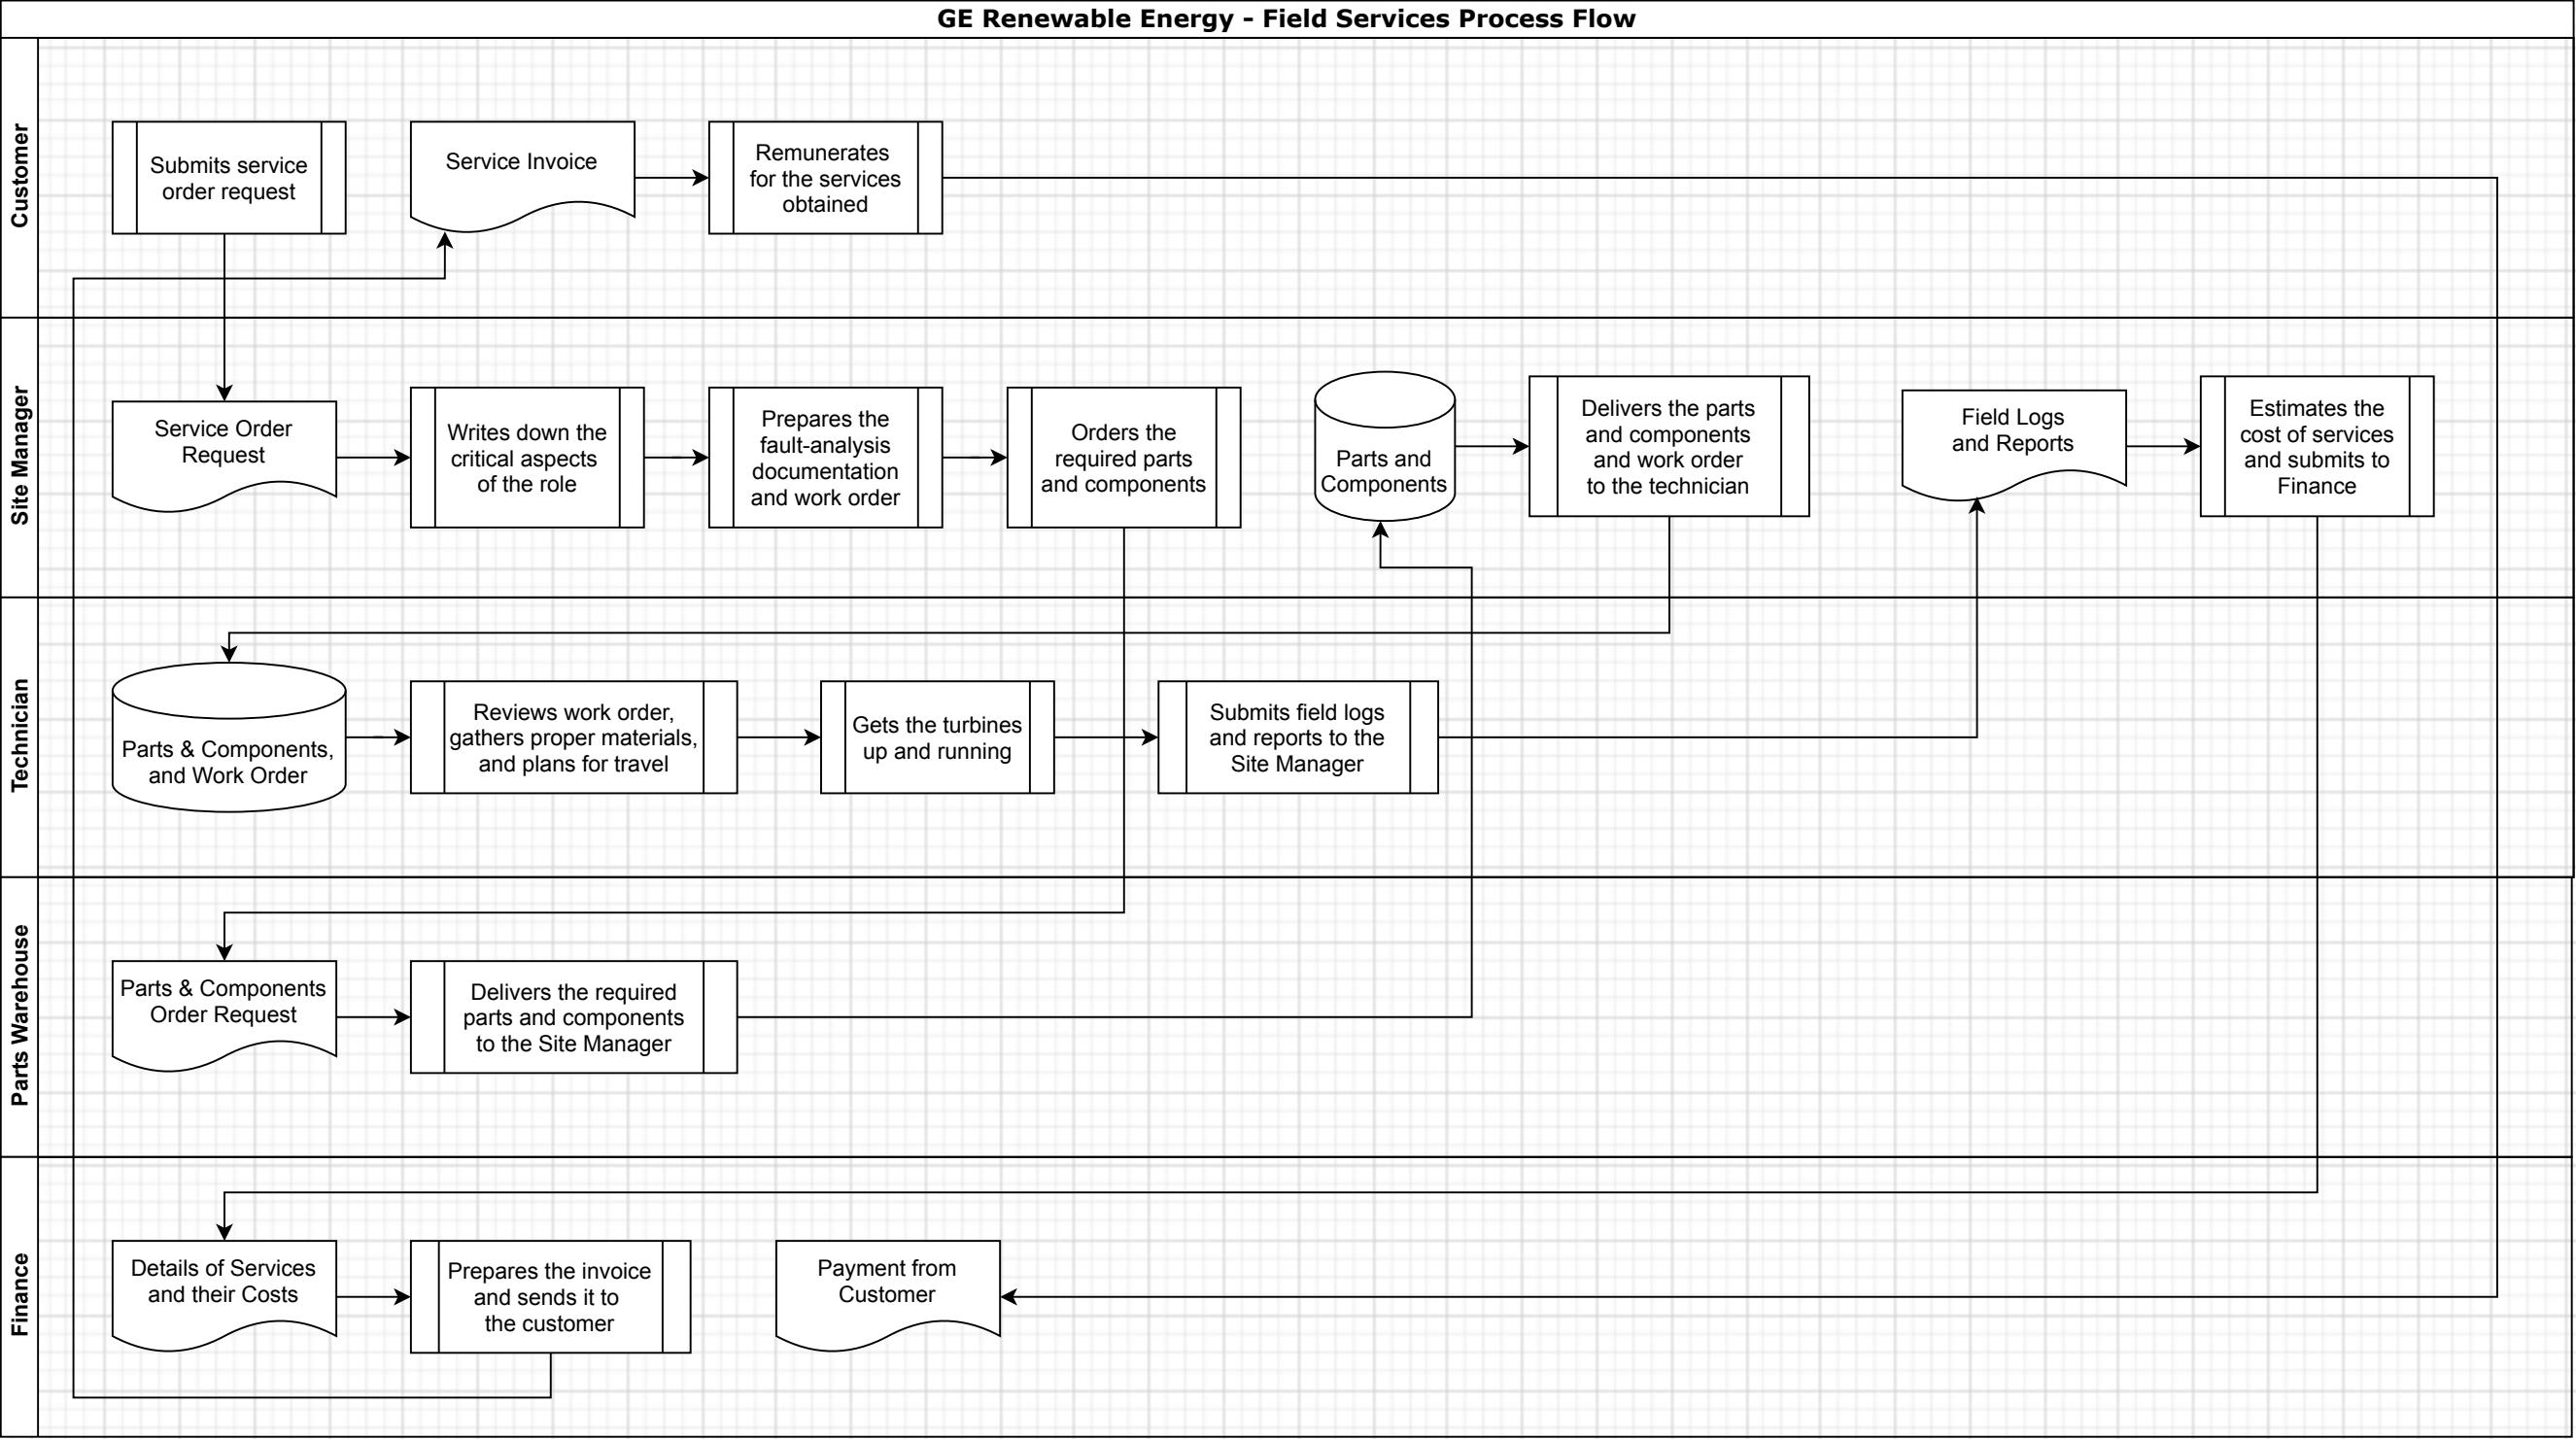 GE Renewable Energy - Field Services Process Flow
Customer
Submits service
order request
Service Invoice
Remunerates
for the services
obtained
Site Manager
Service Order
Request
Writes down the
critical aspects
of the role
Prepares the
fault-analysis
documentation
and work order
Orders the
required parts
and components
Parts and
Components
Delivers the parts
and components
and work order
to the technician
Field Logs
and Reports
Estimates the
cost of services
and submits to
Finance
Technician
Parts & Components,
and Work Order
Reviews work order,
gathers proper materials,
and plans for travel
Gets the turbines
up and running
Submits field logs
and reports to the
Site Manager
Parts Warehouse
Parts & Components
Order Request
Delivers the required
parts and components
to the Site Manager
Finance
Details of Services
and their Costs
Prepares the invoice
and sends it to
the customer
Payment from
Customer